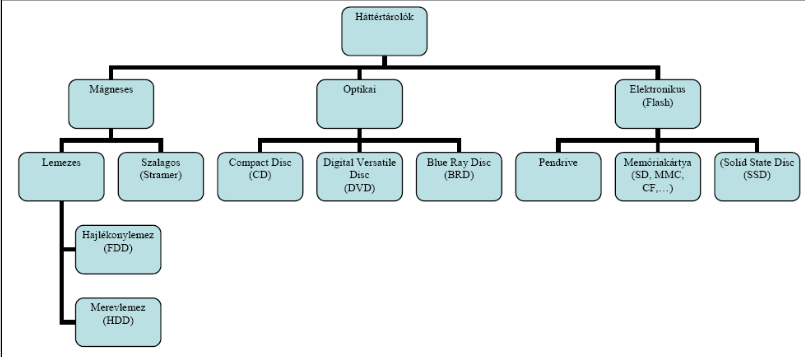 Háttértárolók
Mágneses
Optikai
Elektronikus
(Flash)
Lemezes
Szalagos
(Stramer)
Compact Disc
(CD)
Digital Versatile
Disc
(DVD)
Blue Ray Disc
(BRD)
Pendrive
Memóriakártya
(SD, MMC,
CF,…)
(Solid State Disc
(SSD)
Hajlékonylemez
(FDD)
Merevlemez
(HDD)